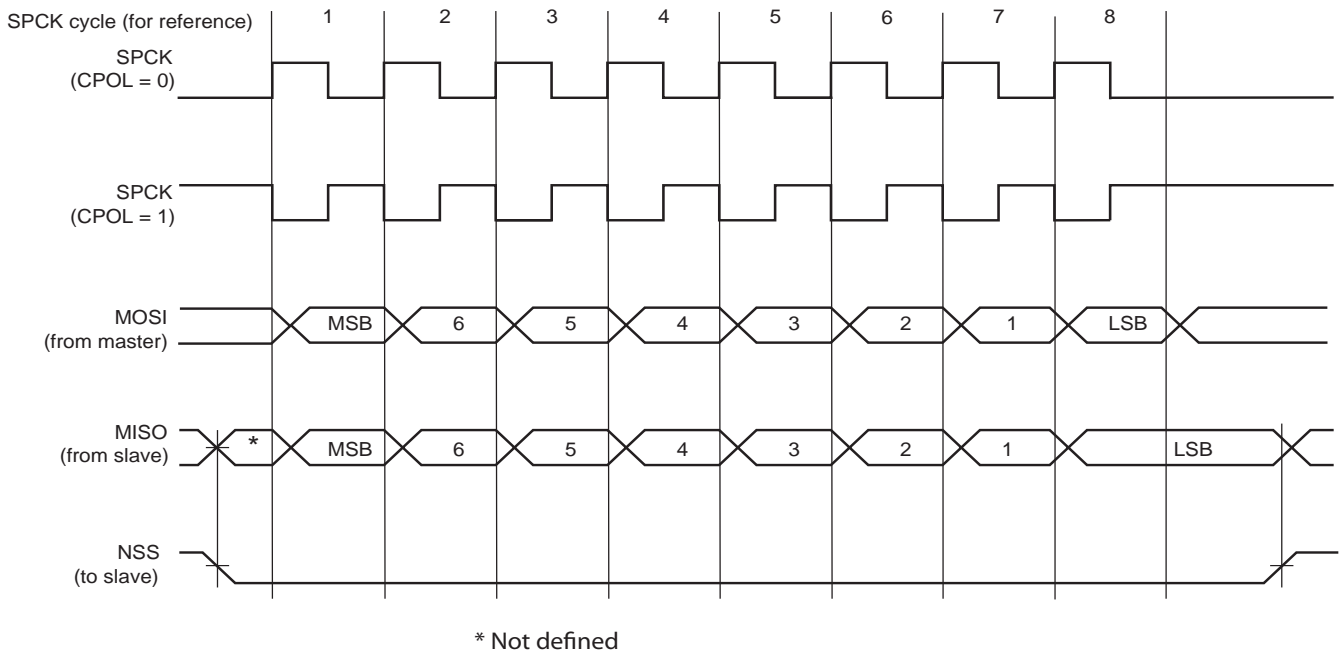 SPCK cycle (for reference)
1 2 3 4 5 6 7 8
SPCK
(CPOL = 0)
SPCK
(CPOL = 1)
MOSI
(from master)
MSB 6 5 4 3 2 1 LSB
MISO
(from slave)
* MSB 6 5 4 3 2 1 LSB
NSS
(to slave)
* Not defined